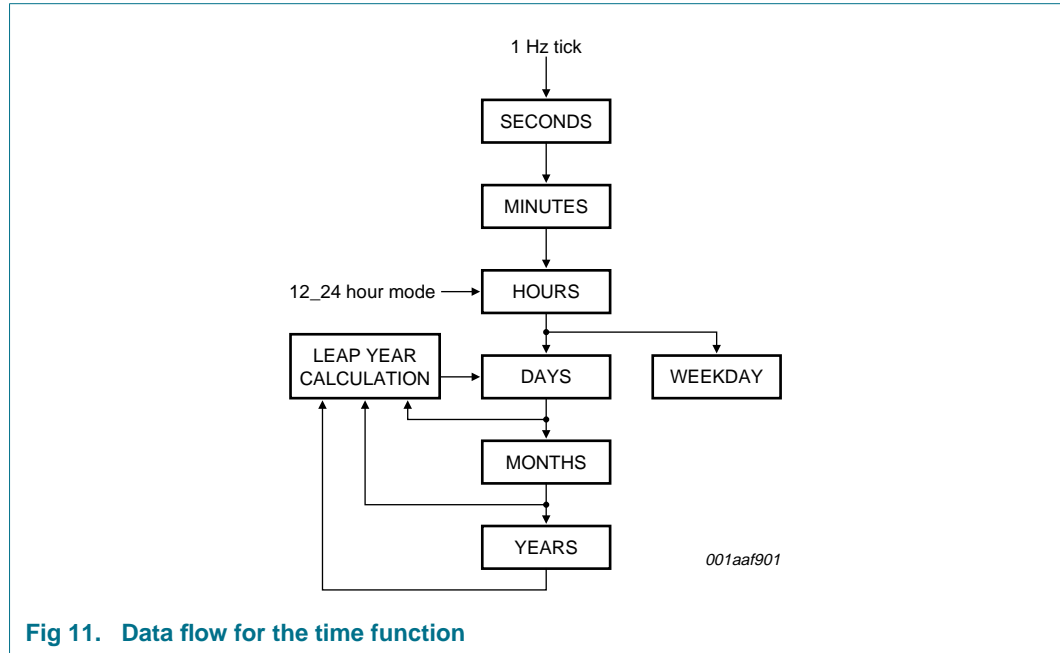 1 Hz tick
SECONDS
MINUTES
12_24 hour mode
HOURS
LEAP YEAR
CALCULATION
DAYS
WEEKDAY
MONTHS
YEARS
001aaf901
Fig 11. Data flow for the time function